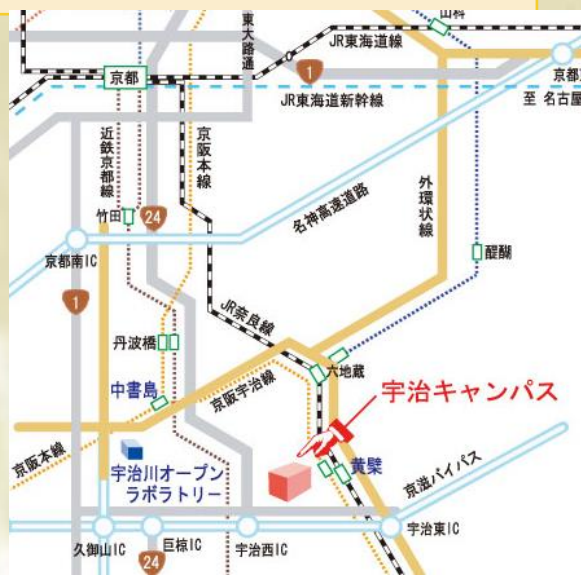 山科
東大路通
JR東海道線
京都
1
京都東
JR東海道新幹線
至 名古屋
近鉄京都線
京阪本線
外環状線
名神高速道路
竹田
24
京都南IC
醍醐
1
JR奈良線
丹波橋
六地蔵
中書島
京阪宇治線
宇治キャンパス
京阪本線
宇治川オープン
ラボラトリー
黄檗
京滋バイパス
久御山IC
巨椋IC
宇治西IC
宇治東IC
24